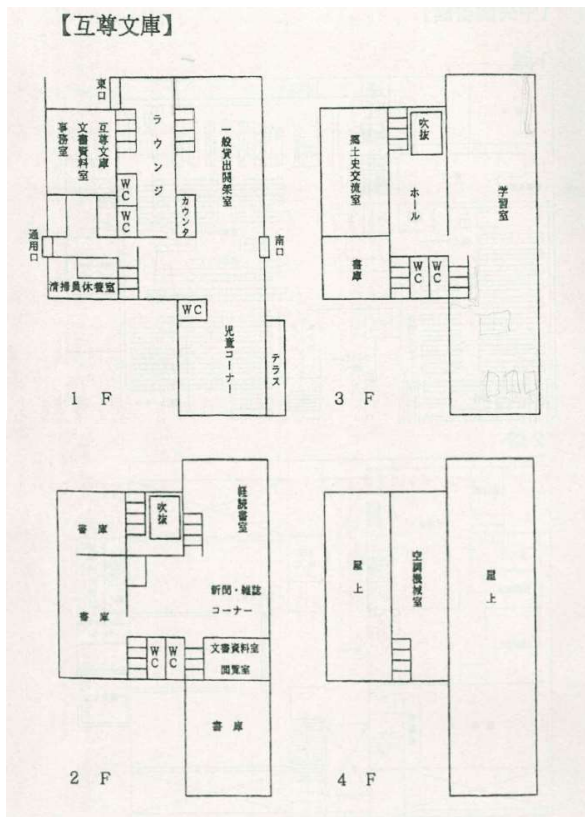 【互尊文庫】
東口
事務室
文書資料室
互尊文庫
ラウンジ
一般貸出開架室
WC
WC
カウンタ
通用口
南口
清掃員休養室
WC
児童コーナー
テラス
1 F
吹抜
郷土史交流室
ホール
学習室
書庫
WC
WC
3 F
吹抜
書庫
軽読書室
書庫
新聞・雑誌
コーナー
WC
WC
文書資料室
閲覧室
書庫
2 F
屋上
空調機械室
屋上
4 F